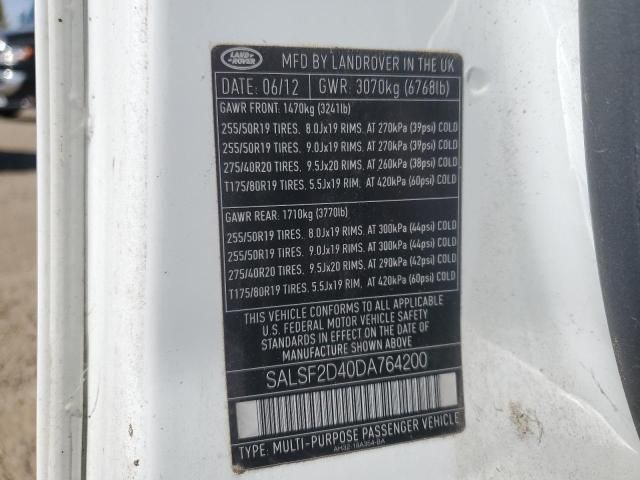 LAND ROVER
MFD BY LANDROVER IN THE UK
DATE: 06/12 GWR: 3070kg (6768lb)
GAWR FRONT: 1470kg (3241lb)
255/50R19 TIRES. 8.0Jx19 RIMS. AT 270kPa (39psi) COLD
255/50R19 TIRES. 9.0Jx19 RIMS. AT 270kPa (39psi) COLD
275/40R20 TIRES. 9.5Jx20 RIMS. AT 260kPa (38psi) COLD
T175/80R19 TIRES. 5.5Jx19 RIM. AT 420kPa (60psi) COLD
GAWR REAR: 1710kg (3770lb)
255/50R19 TIRES. 8.0Jx19 RIMS. AT 300kPa (44psi) COLD
255/50R19 TIRES. 9.0Jx19 RIMS. AT 300kPa (44psi) COLD
275/40R20 TIRES. 9.5Jx20 RIMS. AT 290kPa (42psi) COLD
T175/80R19 TIRES. 5.5Jx19 RIM. AT 420kPa (60psi) COLD
THIS VEHICLE CONFORMS TO ALL APPLICABLE
U.S. FEDERAL MOTOR VEHICLE SAFETY
STANDARDS IN EFFECT ON THE DATE OF
MANUFACTURE SHOWN ABOVE.
SALSF2D40DA764200
TYPE: MULTI-PURPOSE PASSENGER VEHICLE
AH32-19A354-BA